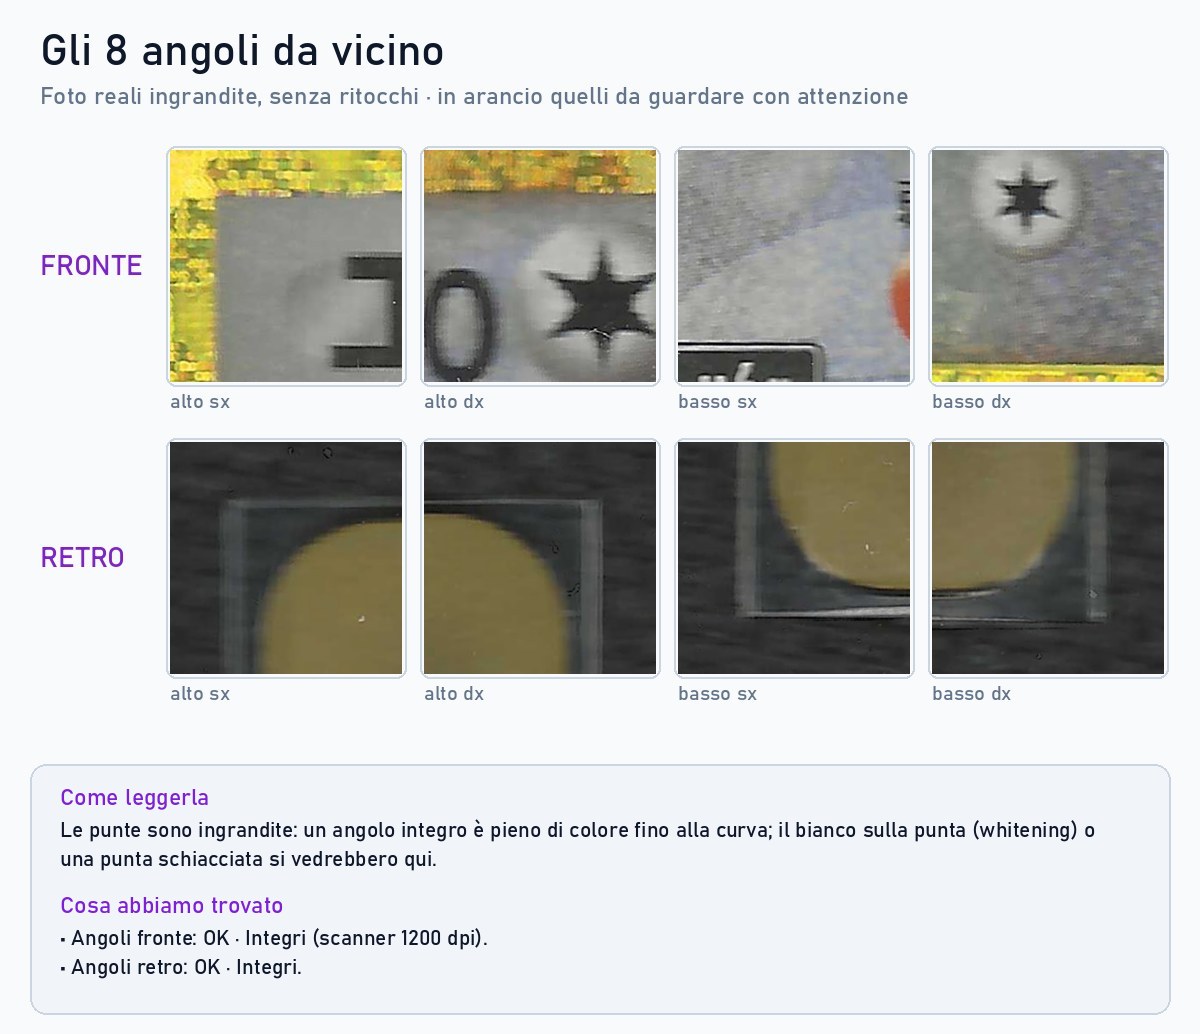 Gli 8 angoli da vicino
Foto reali ingrandite, senza ritocchi · in arancio quelli da guardare con attenzione
FRONTE
alto sx
alto dx
basso sx
basso dx
RETRO
alto sx
alto dx
basso sx
basso dx
Come leggerla
Le punte sono ingrandite: un angolo integro è pieno di colore fino alla curva; il bianco sulla punta (whitening) o
una punta schiacciata si vedrebbero qui.
Cosa abbiamo trovato
• Angoli fronte: OK · Integri (scanner 1200 dpi).
• Angoli retro: OK · Integri.